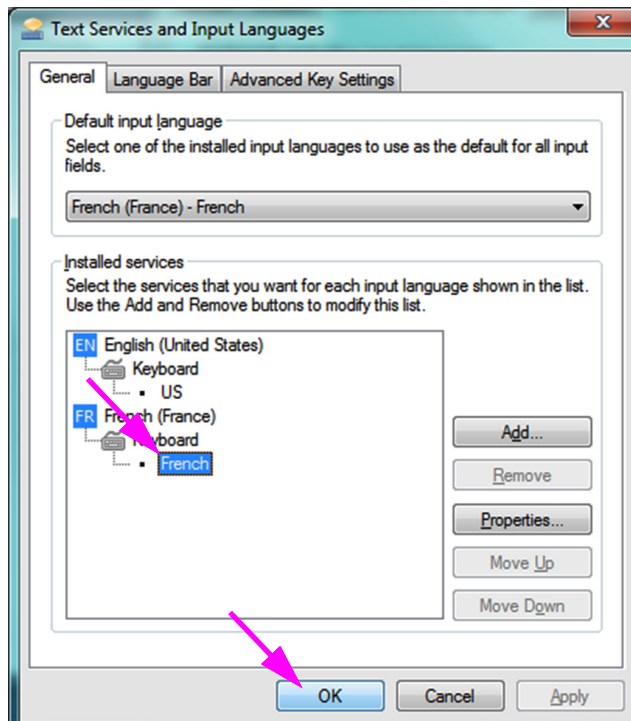 Text Services and Input Languages
General
Language Bar
Advanced Key Settings
Default input language
Select one of the installed input languages to use as the default for all input
fields.
French (France) - French
Installed services
Select the services that you want for each input language shown in the list.
Use the Add and Remove buttons to modify this list.
EN English (United States)
Keyboard
US
FR French (France)
Keyboard
French
Add...
Remove
Properties...
Move Up
Move Down
OK
Cancel
Apply